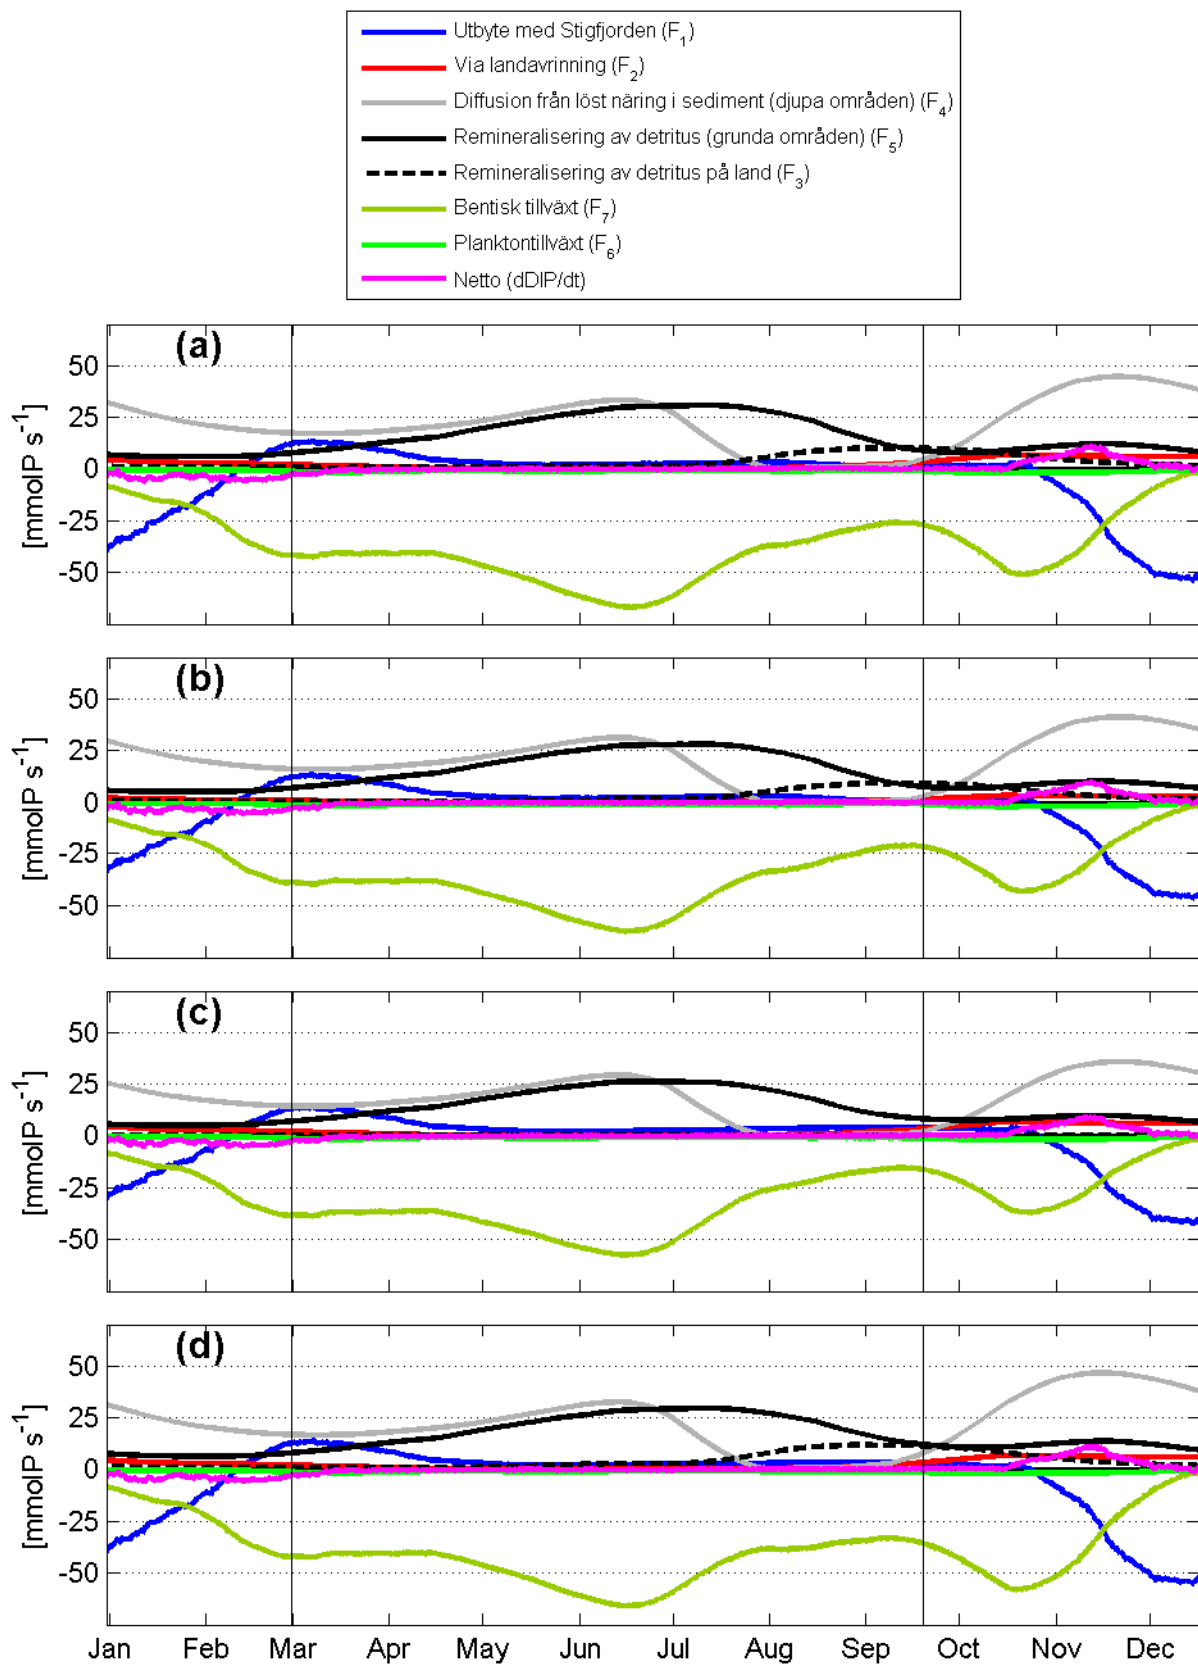 Utbyte med Stigfjorden (F1)
Via landavrinning (F2)
Diffusion från löst näring i sediment (djupa områden) (F4)
Remineralisering av detritus (grunda områden) (F5)
Remineralisering av detritus på land (F3)
Bentisk tillväxt (F7)
Planktontillväxt (F6)
Netto (dDIP/dt)
(a)
50
25
0
-25
-50
[mmolP s-1]
(b)
50
25
0
-25
-50
[mmolP s-1]
(c)
50
25
0
-25
-50
[mmolP s-1]
(d)
50
25
0
-25
-50
[mmolP s-1]
Jan Feb Mar Apr May Jun Jul Aug Sep Oct Nov Dec